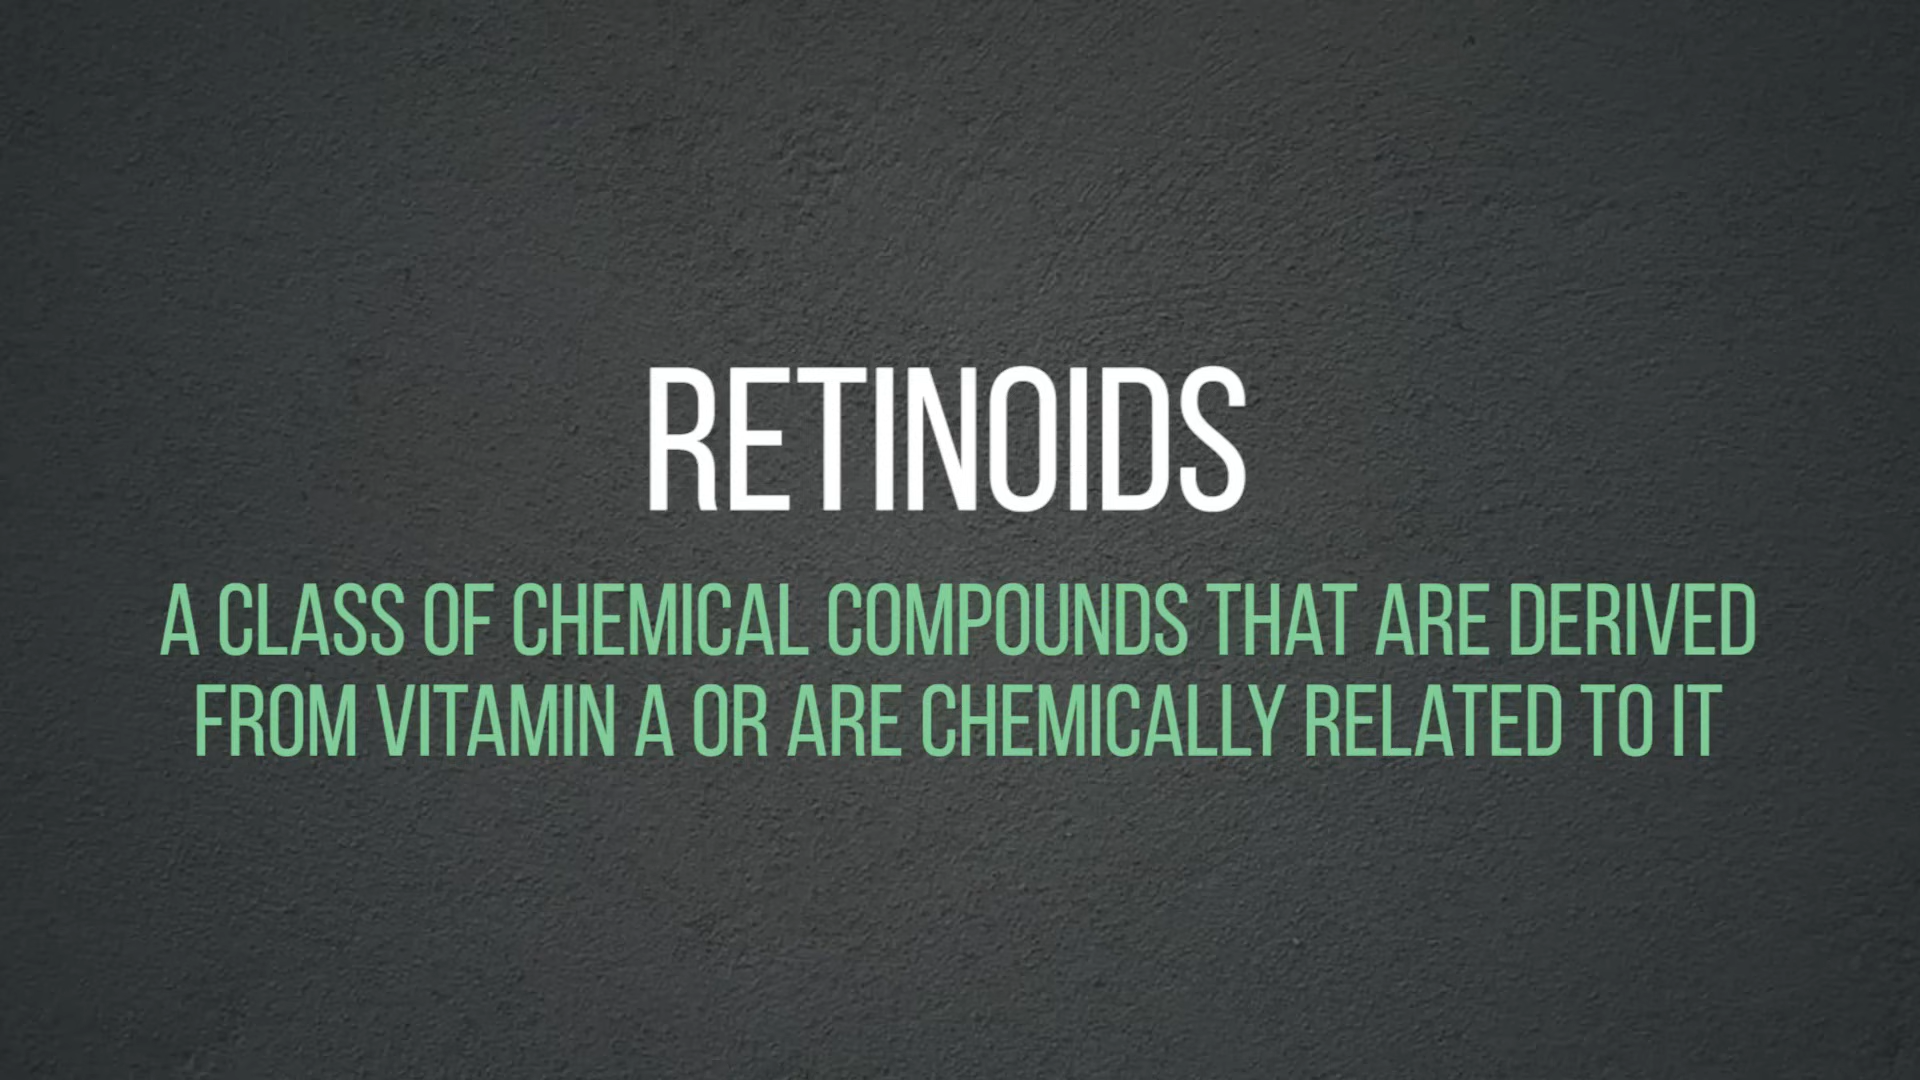 RETINOIDS
A CLASS OF CHEMICAL COMPOUNDS THAT ARE DERIVED
FROM VITAMIN A OR ARE CHEMICALLY RELATED TO IT